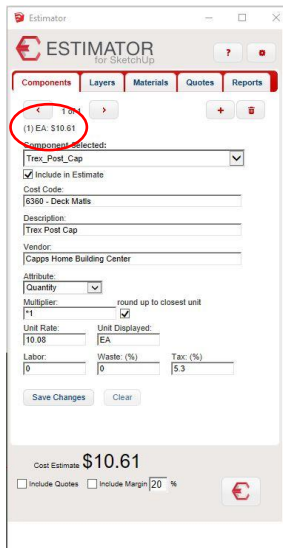 Estimator
ESTIMATOR
for SketchUp
?
Components Layers Materials Quotes Reports
< 1 of 1 > +
(1) EA: $10.61
Component Selected:
Trex_Post_Cap
Include in Estimate
Cost Code:
6360 - Deck Matls
Description:
Trex Post Cap
Vendor:
Capps Home Building Center
Attribute:
Quantity
Multiplier: round up to closest unit
*1
Unit Rate: Unit Displayed:
10.08 EA
Labor: Waste: (%) Tax: (%)
0 0 5.3
Save Changes Clear
Cost Estimate $10.61
Include Quotes Include Margin 20 %